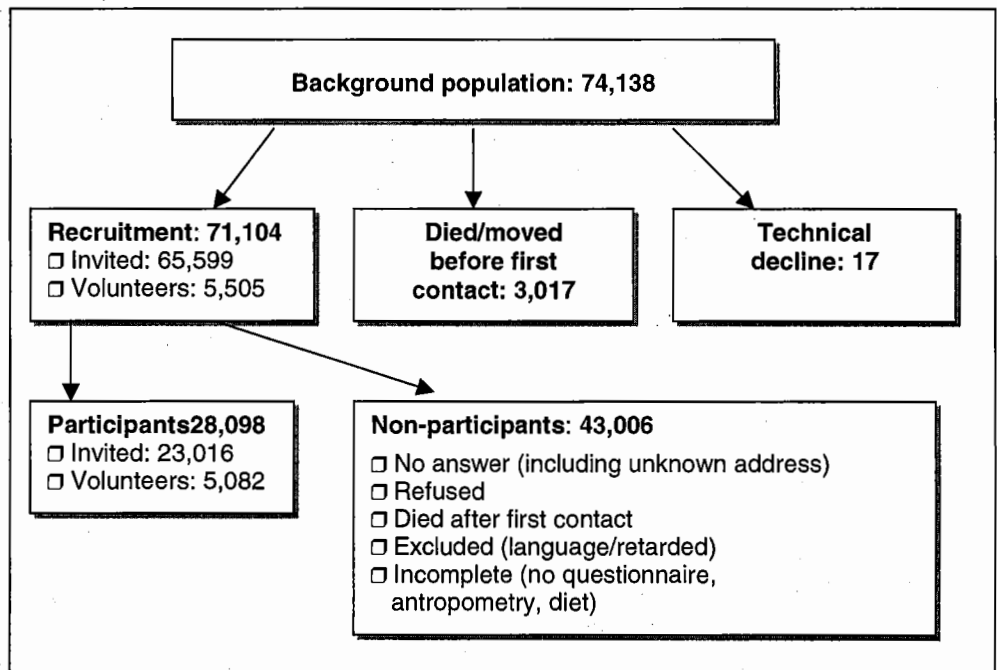 Background population: 74,138
Recruitment: 71,104
❒ Invited: 65,599
❒ Volunteers: 5,505
Died/moved
before first
contact: 3,017
Technical
decline: 17
Participants28,098
❒ Invited: 23,016
❒ Volunteers: 5,082
Non-participants: 43,006
❒ No answer (including unknown address)
❒ Refused
❒ Died after first contact
❒ Excluded (language/retarded)
❒ Incomplete (no questionnaire,
antropometry, diet)